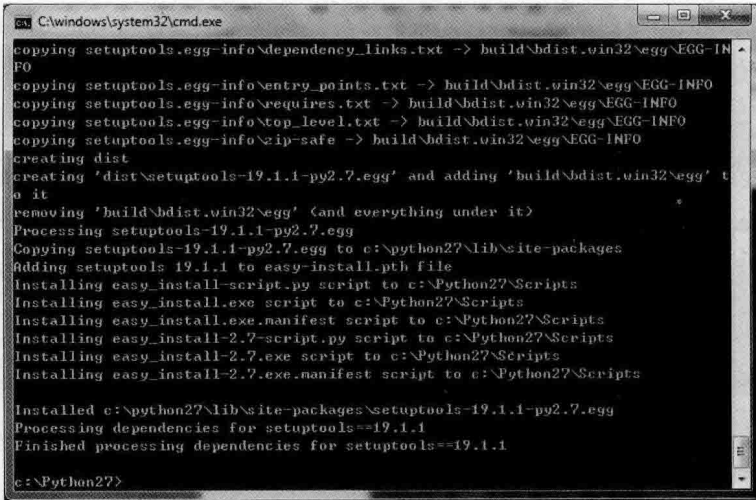 C:\windows\system32\cmd.exe
copying setuptools.egg-info\dependency_links.txt -> build\bdist.win32\egg\EGG-IN
FO
copying setuptools.egg-info\entry_points.txt -> build\bdist.win32\egg\EGG-INFO
copying setuptools.egg-info\requires.txt -> build\bdist.win32\egg\EGG-INFO
copying setuptools.egg-info\top_level.txt -> build\bdist.win32\egg\EGG-INFO
copying setuptools.egg-info\zip-safe -> build\bdist.win32\egg\EGG-INFO
creating dist
creating 'dist\setuptools-19.1.1-py2.7.egg' and adding 'build\bdist.win32\egg' t
o it
removing 'build\bdist.win32\egg' (and everything under it)
Processing setuptools-19.1.1-py2.7.egg
Copying setuptools-19.1.1-py2.7.egg to c:\python27\lib\site-packages
Adding setuptools 19.1.1 to easy-install.pth file
Installing easy_install-script.py script to c:\Python27\Scripts
Installing easy_install.exe script to c:\Python27\Scripts
Installing easy_install.exe.manifest script to c:\Python27\Scripts
Installing easy_install-2.7-script.py script to c:\Python27\Scripts
Installing easy_install-2.7.exe script to c:\Python27\Scripts
Installing easy_install-2.7.exe.manifest script to c:\Python27\Scripts

Installed c:\python27\lib\site-packages\setuptools-19.1.1-py2.7.egg
Processing dependencies for setuptools==19.1.1
Finished processing dependencies for setuptools==19.1.1

c:\Python27>